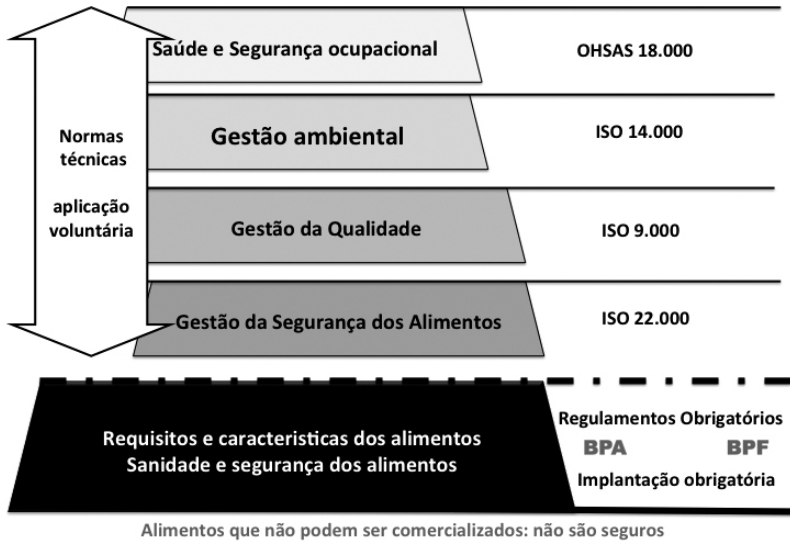 Saúde e Segurança ocupacional
OHSAS 18.000
Normas
técnicas
aplicação
voluntária
Gestão ambiental
ISO 14.000
Gestão da Qualidade
ISO 9.000
Gestão da Segurança dos Alimentos
ISO 22.000
Requisitos e caracteristicas dos alimentos
Sanidade e segurança dos alimentos
Regulamentos Obrigatórios
BPA BPF
Implantação obrigatória
Alimentos que não podem ser comercializados: não são seguros